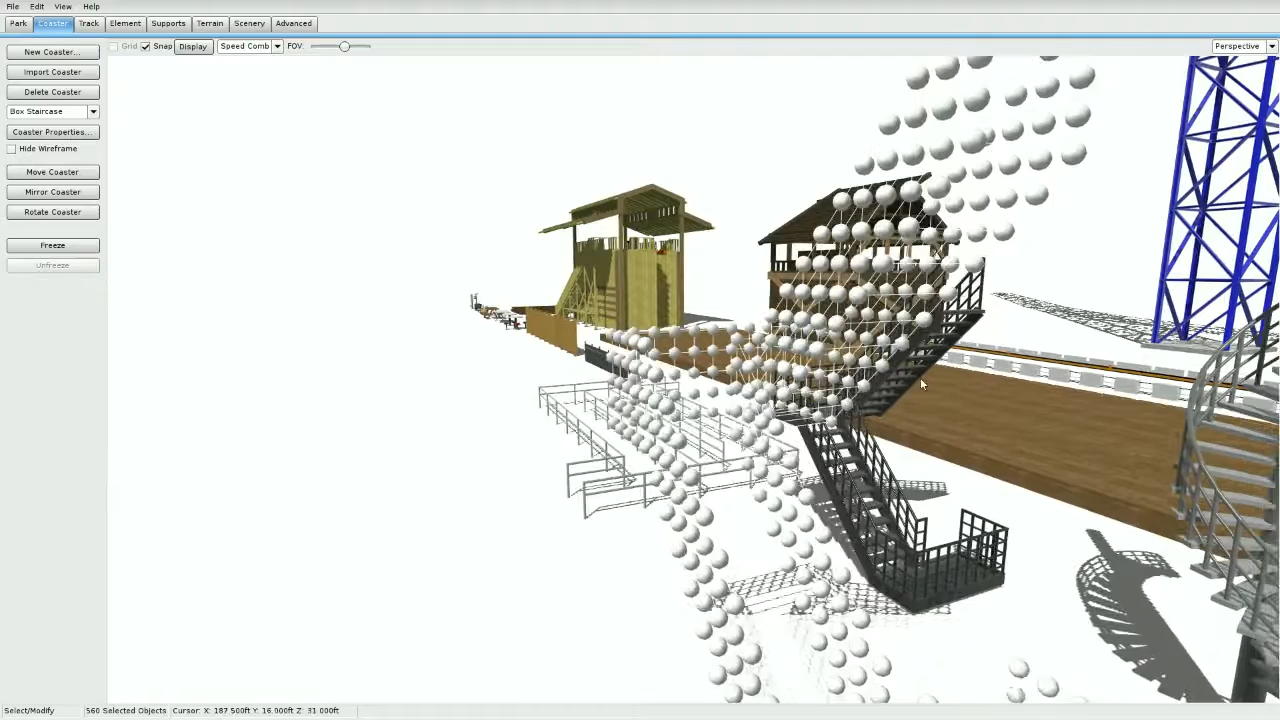 File Edit View Help
Park Coaster Track Element Supports Terrain Scenery Advanced
Grid Snap Display Speed Comb FOV: Perspective
New Coaster...
Import Coaster
Delete Coaster
Box Staircase
Coaster Properties...
Hide Wireframe
Move Coaster
Mirror Coaster
Rotate Coaster
Freeze
Unfreeze
Select/Modify 560 Selected Objects Cursor: X: 187.500ft Y: 16.000ft Z: 31.000ft